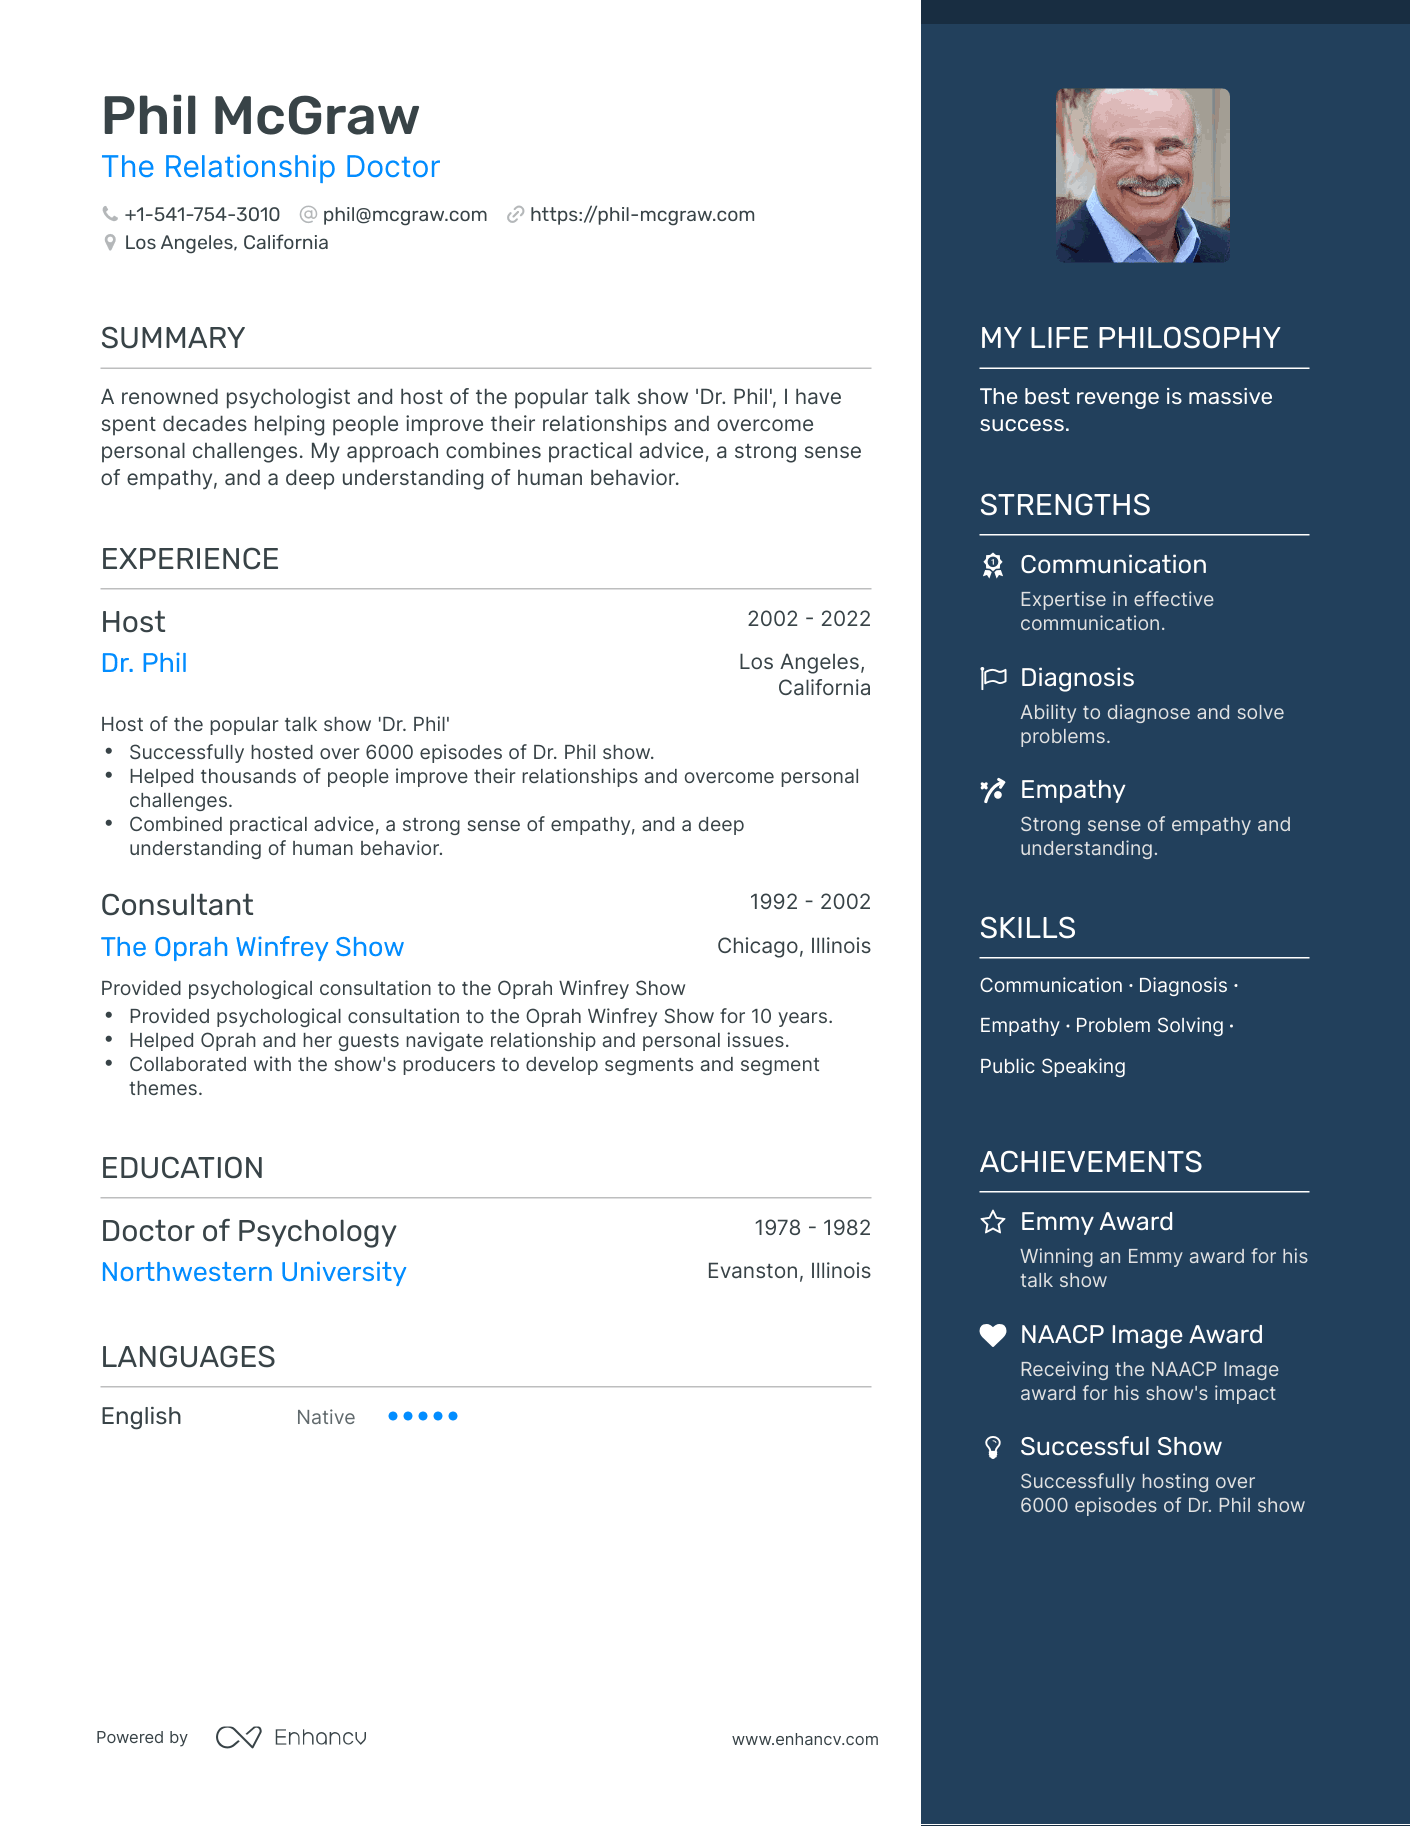 Phil McGraw
The Relationship Doctor
+1-541-754-3010 @ phil@mcgraw.com https://phil-mcgraw.com
Los Angeles, California
SUMMARY
A renowned psychologist and host of the popular talk show 'Dr. Phil', I have
spent decades helping people improve their relationships and overcome
personal challenges. My approach combines practical advice, a strong sense
of empathy, and a deep understanding of human behavior.
EXPERIENCE
Host 2002 - 2022
Dr. Phil Los Angeles,
California
Host of the popular talk show 'Dr. Phil'
• Successfully hosted over 6000 episodes of Dr. Phil show.
• Helped thousands of people improve their relationships and overcome personal
challenges.
• Combined practical advice, a strong sense of empathy, and a deep
understanding of human behavior.
Consultant 1992 - 2002
The Oprah Winfrey Show Chicago, Illinois
Provided psychological consultation to the Oprah Winfrey Show
• Provided psychological consultation to the Oprah Winfrey Show for 10 years.
• Helped Oprah and her guests navigate relationship and personal issues.
• Collaborated with the show's producers to develop segments and segment
themes.
EDUCATION
Doctor of Psychology 1978 - 1982
Northwestern University Evanston, Illinois
LANGUAGES
English Native
MY LIFE PHILOSOPHY
The best revenge is massive
success.
STRENGTHS
Communication
Expertise in effective
communication.
Diagnosis
Ability to diagnose and solve
problems.
Empathy
Strong sense of empathy and
understanding.
SKILLS
Communication · Diagnosis ·
Empathy · Problem Solving ·
Public Speaking
ACHIEVEMENTS
Emmy Award
Winning an Emmy award for his
talk show
NAACP Image Award
Receiving the NAACP Image
award for his show's impact
Successful Show
Successfully hosting over
6000 episodes of Dr. Phil show
Powered by Enhancv www.enhancv.com